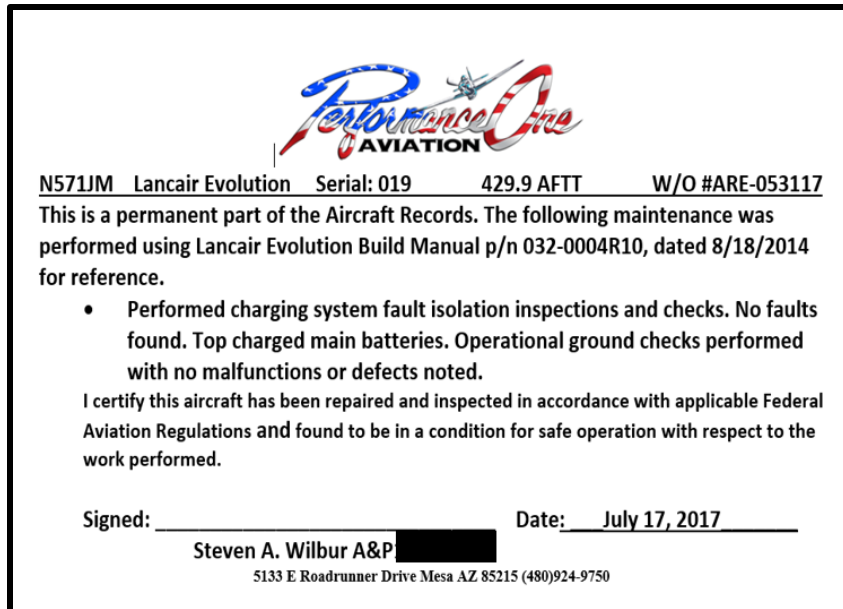 Performance One
AVIATION
N571JM Lancair Evolution Serial: 019 429.9 AFTT W/O #ARE-053117
This is a permanent part of the Aircraft Records. The following maintenance was
performed using Lancair Evolution Build Manual p/n 032-0004R10, dated 8/18/2014
for reference.
• Performed charging system fault isolation inspections and checks. No faults
found. Top charged main batteries. Operational ground checks performed
with no malfunctions or defects noted.
I certify this aircraft has been repaired and inspected in accordance with applicable Federal
Aviation Regulations and found to be in a condition for safe operation with respect to the
work performed.
Signed: ______________________________ Date: ___July 17, 2017_______
Steven A. Wilbur A&P
5133 E Roadrunner Drive Mesa AZ 85215 (480)924-9750